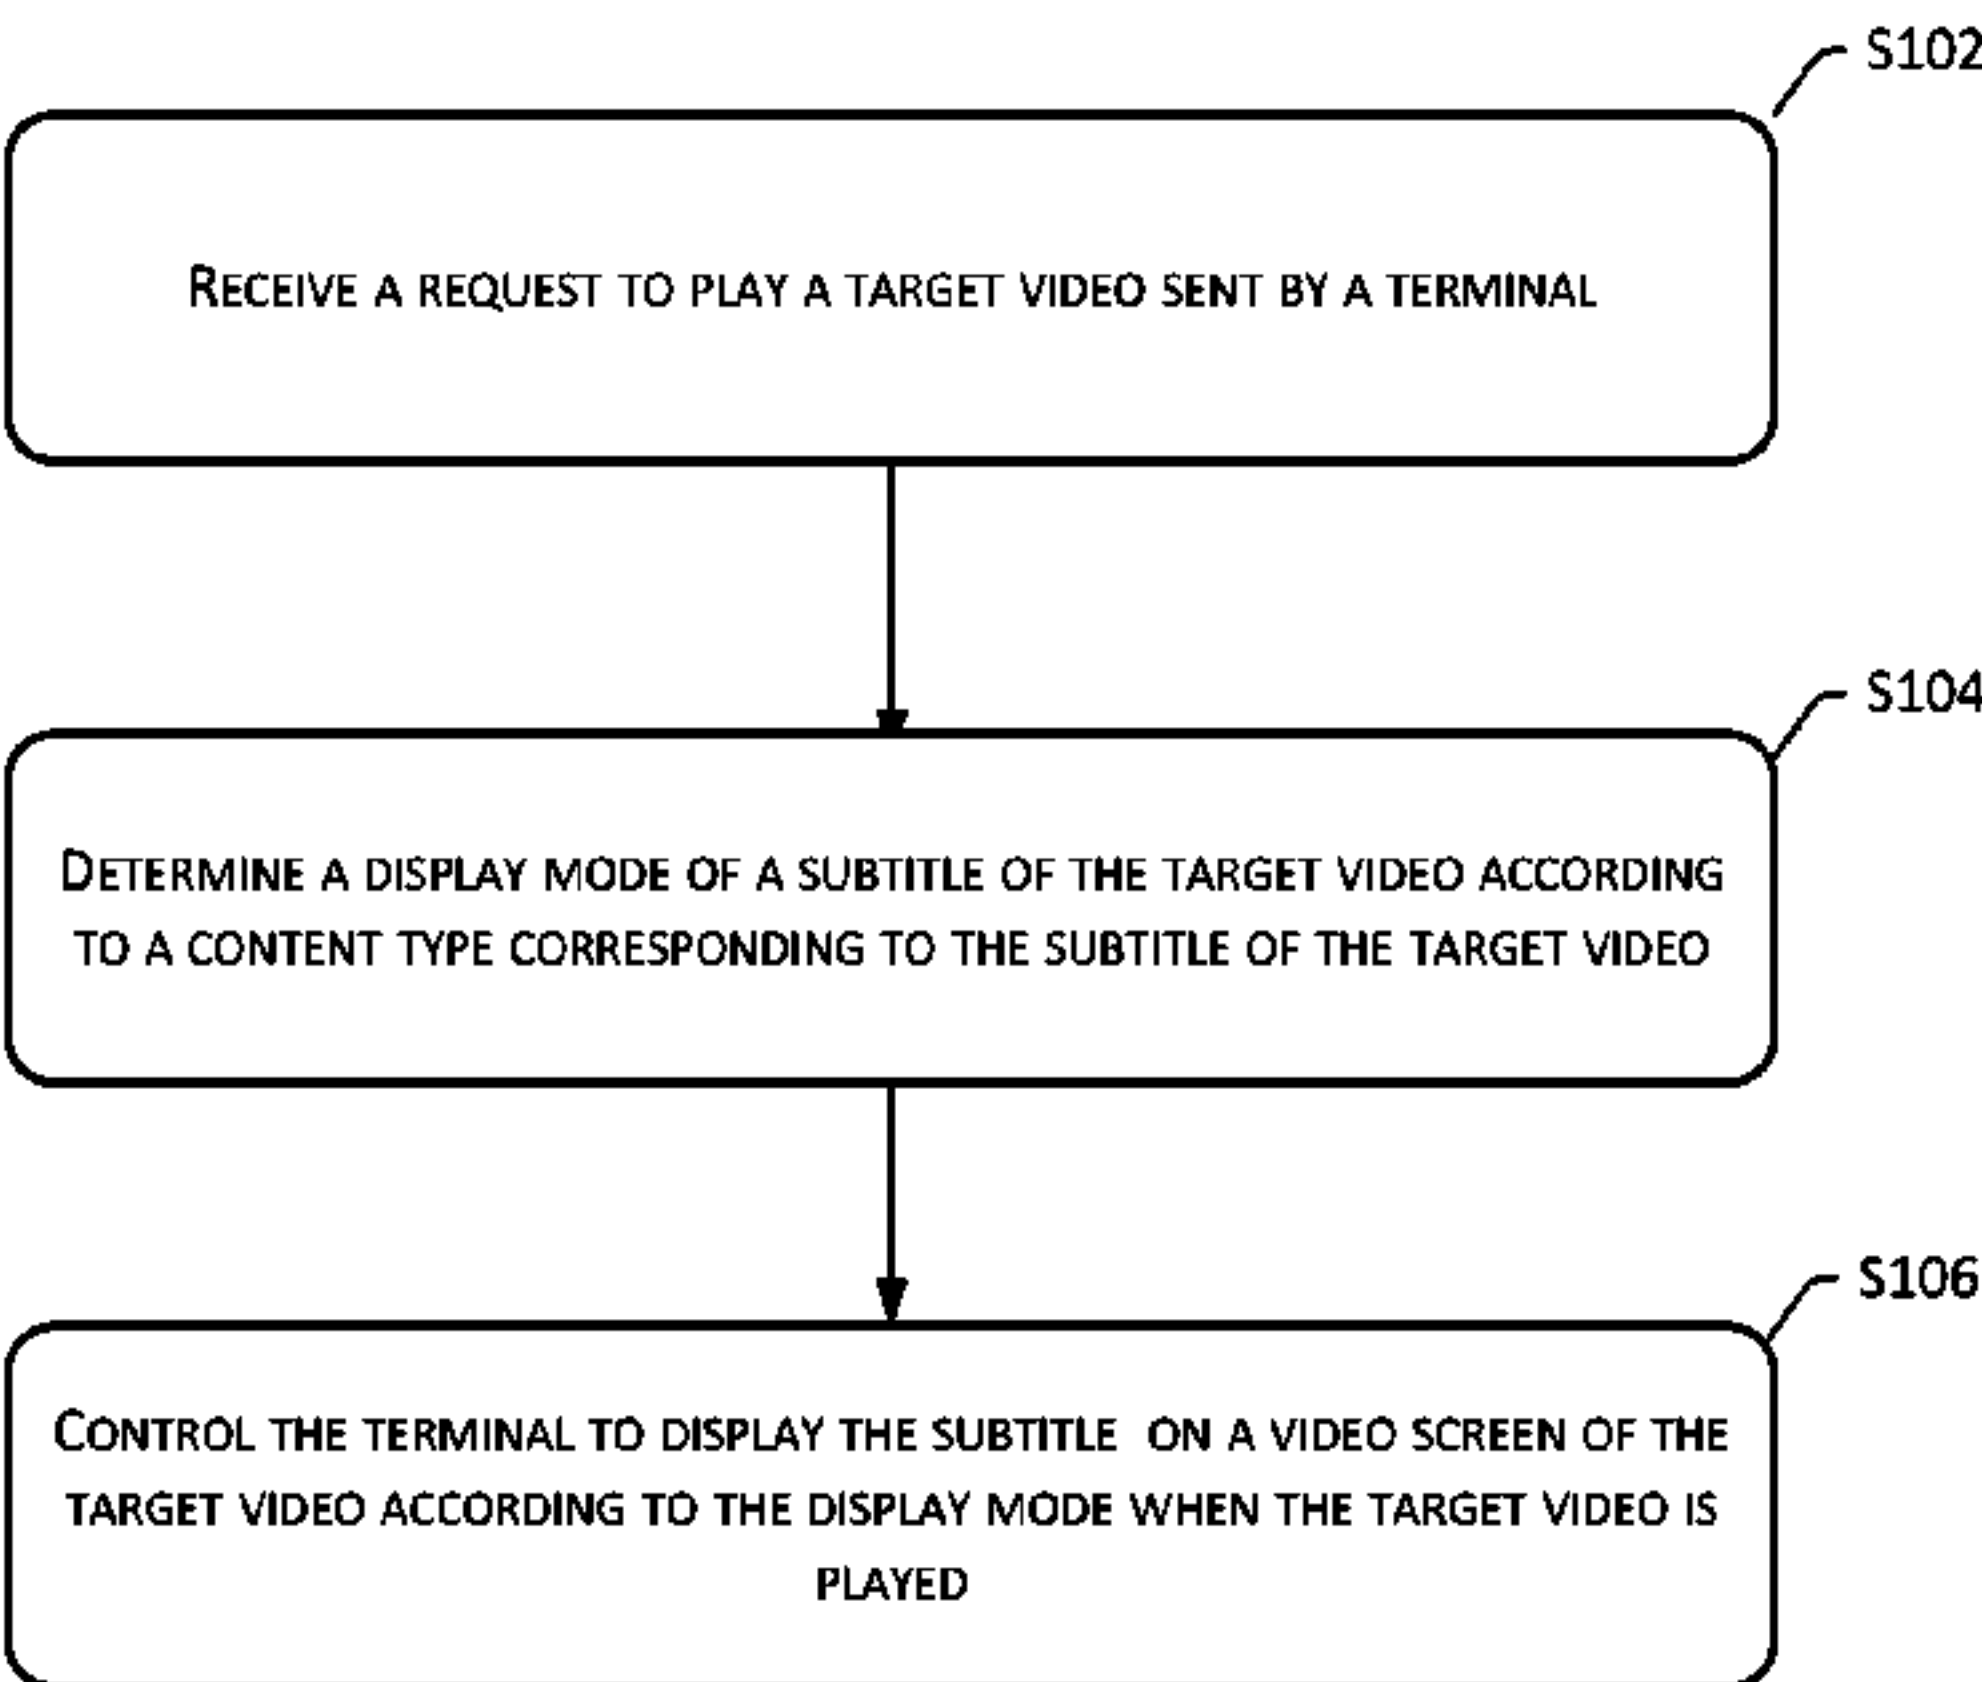 S102
RECEIVE A REQUEST TO PLAY A TARGET VIDEO SENT BY A TERMINAL
S104
DETERMINE A DISPLAY MODE OF A SUBTITLE OF THE TARGET VIDEO ACCORDING
TO A CONTENT TYPE CORRESPONDING TO THE SUBTITLE OF THE TARGET VIDEO
S106
CONTROL THE TERMINAL TO DISPLAY THE SUBTITLE ON A VIDEO SCREEN OF THE
TARGET VIDEO ACCORDING TO THE DISPLAY MODE WHEN THE TARGET VIDEO IS
PLAYED